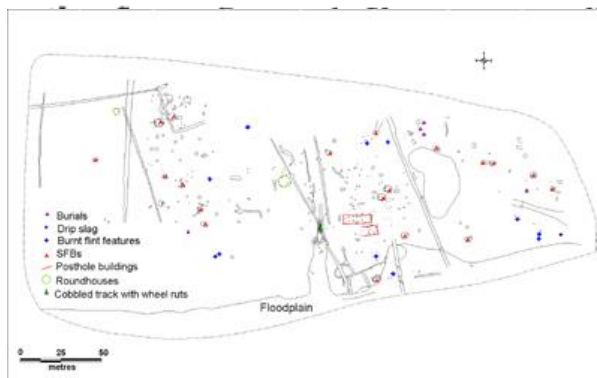 Burials
Drip slag
Burnt flint features
SFBs
Posthole buildings
Roundhouses
Cobbled track with wheel ruts
Floodplain
0 25 50
metres